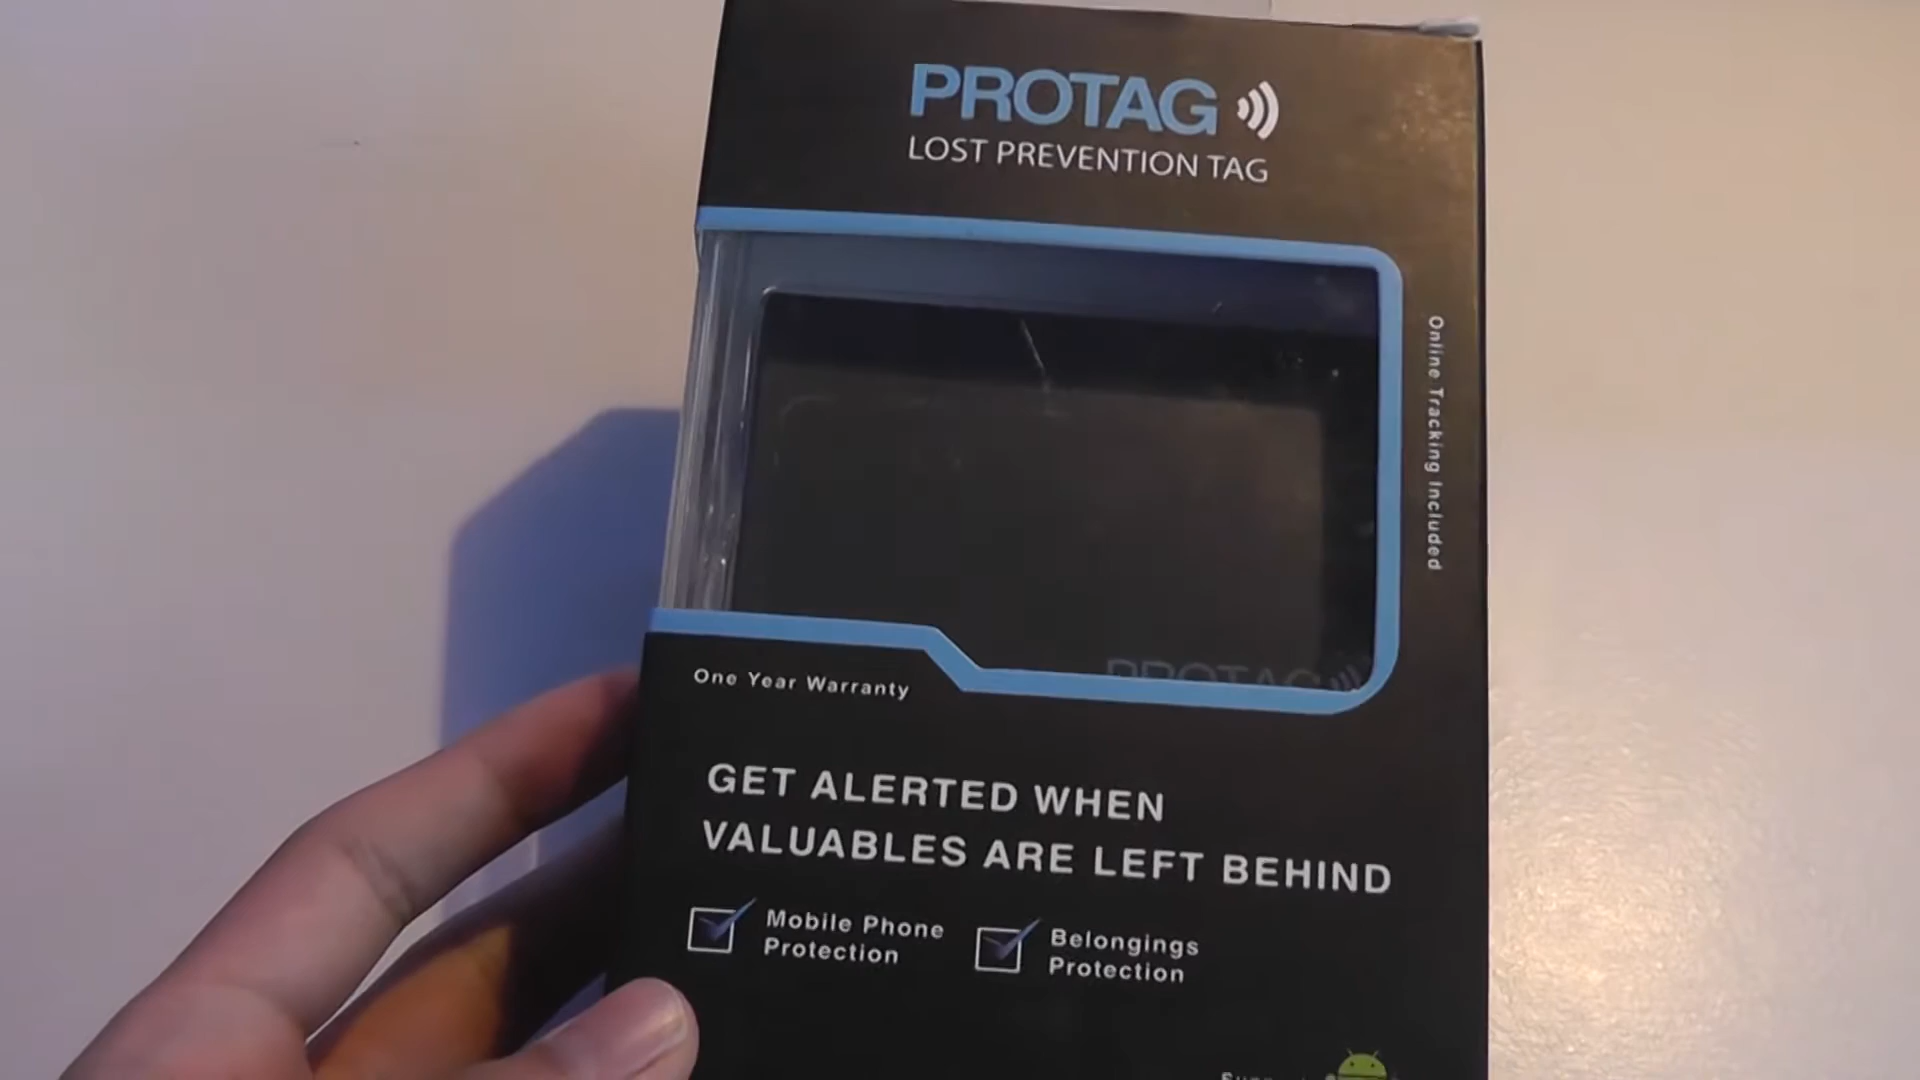 PROTAG
LOST PREVENTION TAG
Online Tracking Included
PROTAG
One Year Warranty
GET ALERTED WHEN
VALUABLES ARE LEFT BEHIND
Mobile Phone
Protection
Belongings
Protection